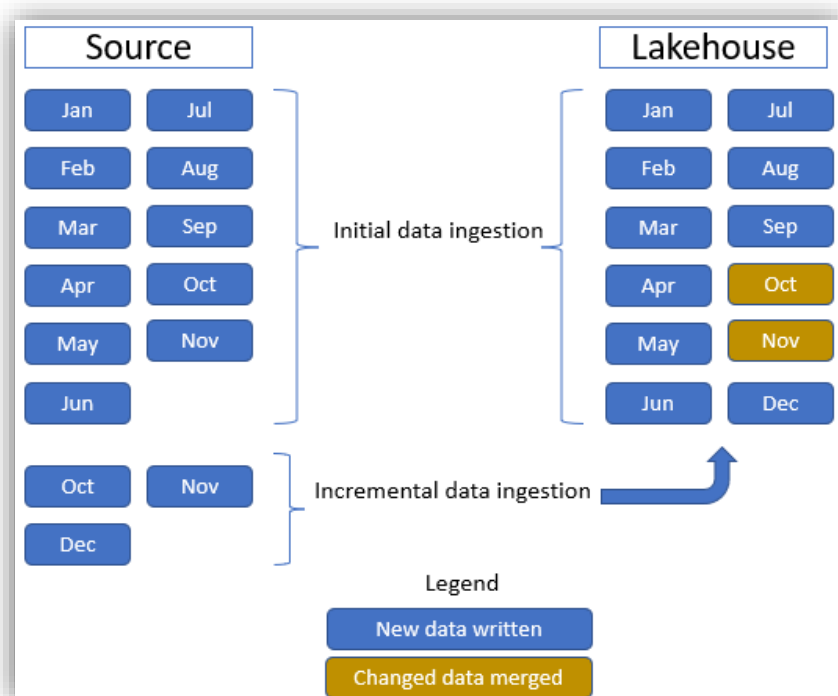 Source
Lakehouse
Jan Jul
Feb Aug
Mar Sep
Apr Oct
May Nov
Jun
Initial data ingestion
Jan Jul
Feb Aug
Mar Sep
Apr Oct
May Nov
Jun Dec
Oct Nov
Dec
Incremental data ingestion
Legend
New data written
Changed data merged